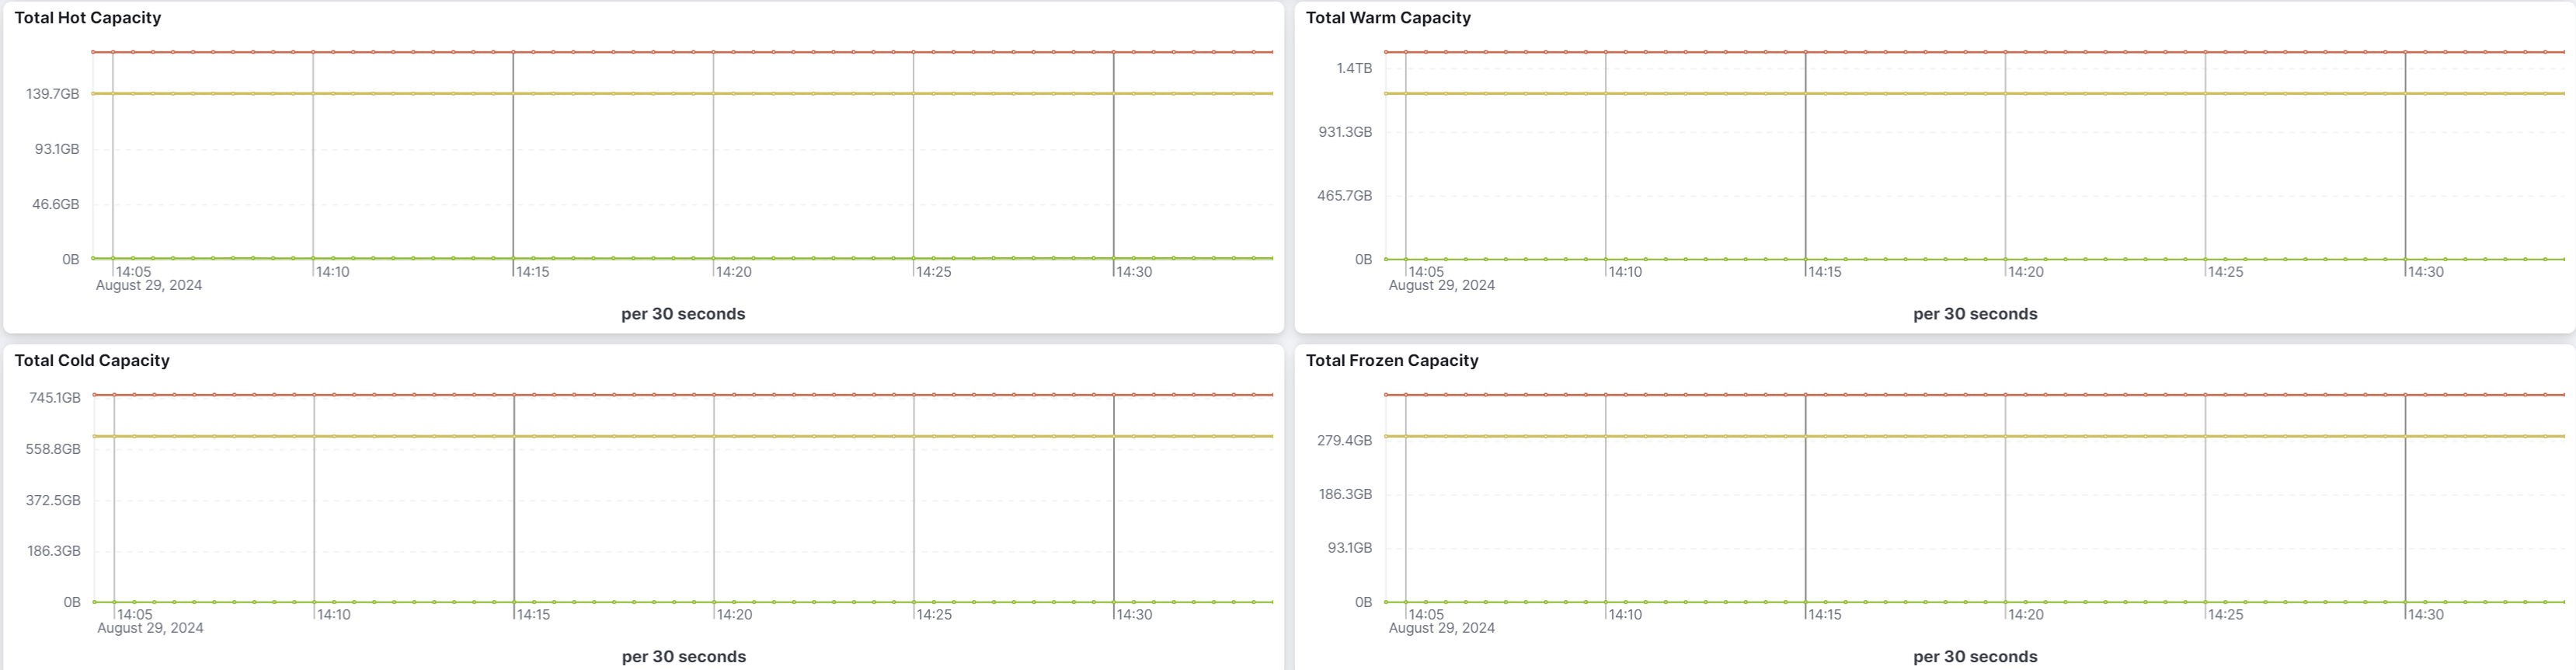 Total Hot Capacity
139.7GB
93.1GB
46.6GB
0B
14:05 14:10 14:15 14:20 14:25 14:30
August 29, 2024
per 30 seconds
Total Warm Capacity
1.4TB
931.3GB
465.7GB
0B
14:05 14:10 14:15 14:20 14:25 14:30
August 29, 2024
per 30 seconds
Total Cold Capacity
745.1GB
558.8GB
372.5GB
186.3GB
0B
14:05 14:10 14:15 14:20 14:25 14:30
August 29, 2024
per 30 seconds
Total Frozen Capacity
279.4GB
186.3GB
93.1GB
0B
14:05 14:10 14:15 14:20 14:25 14:30
August 29, 2024
per 30 seconds